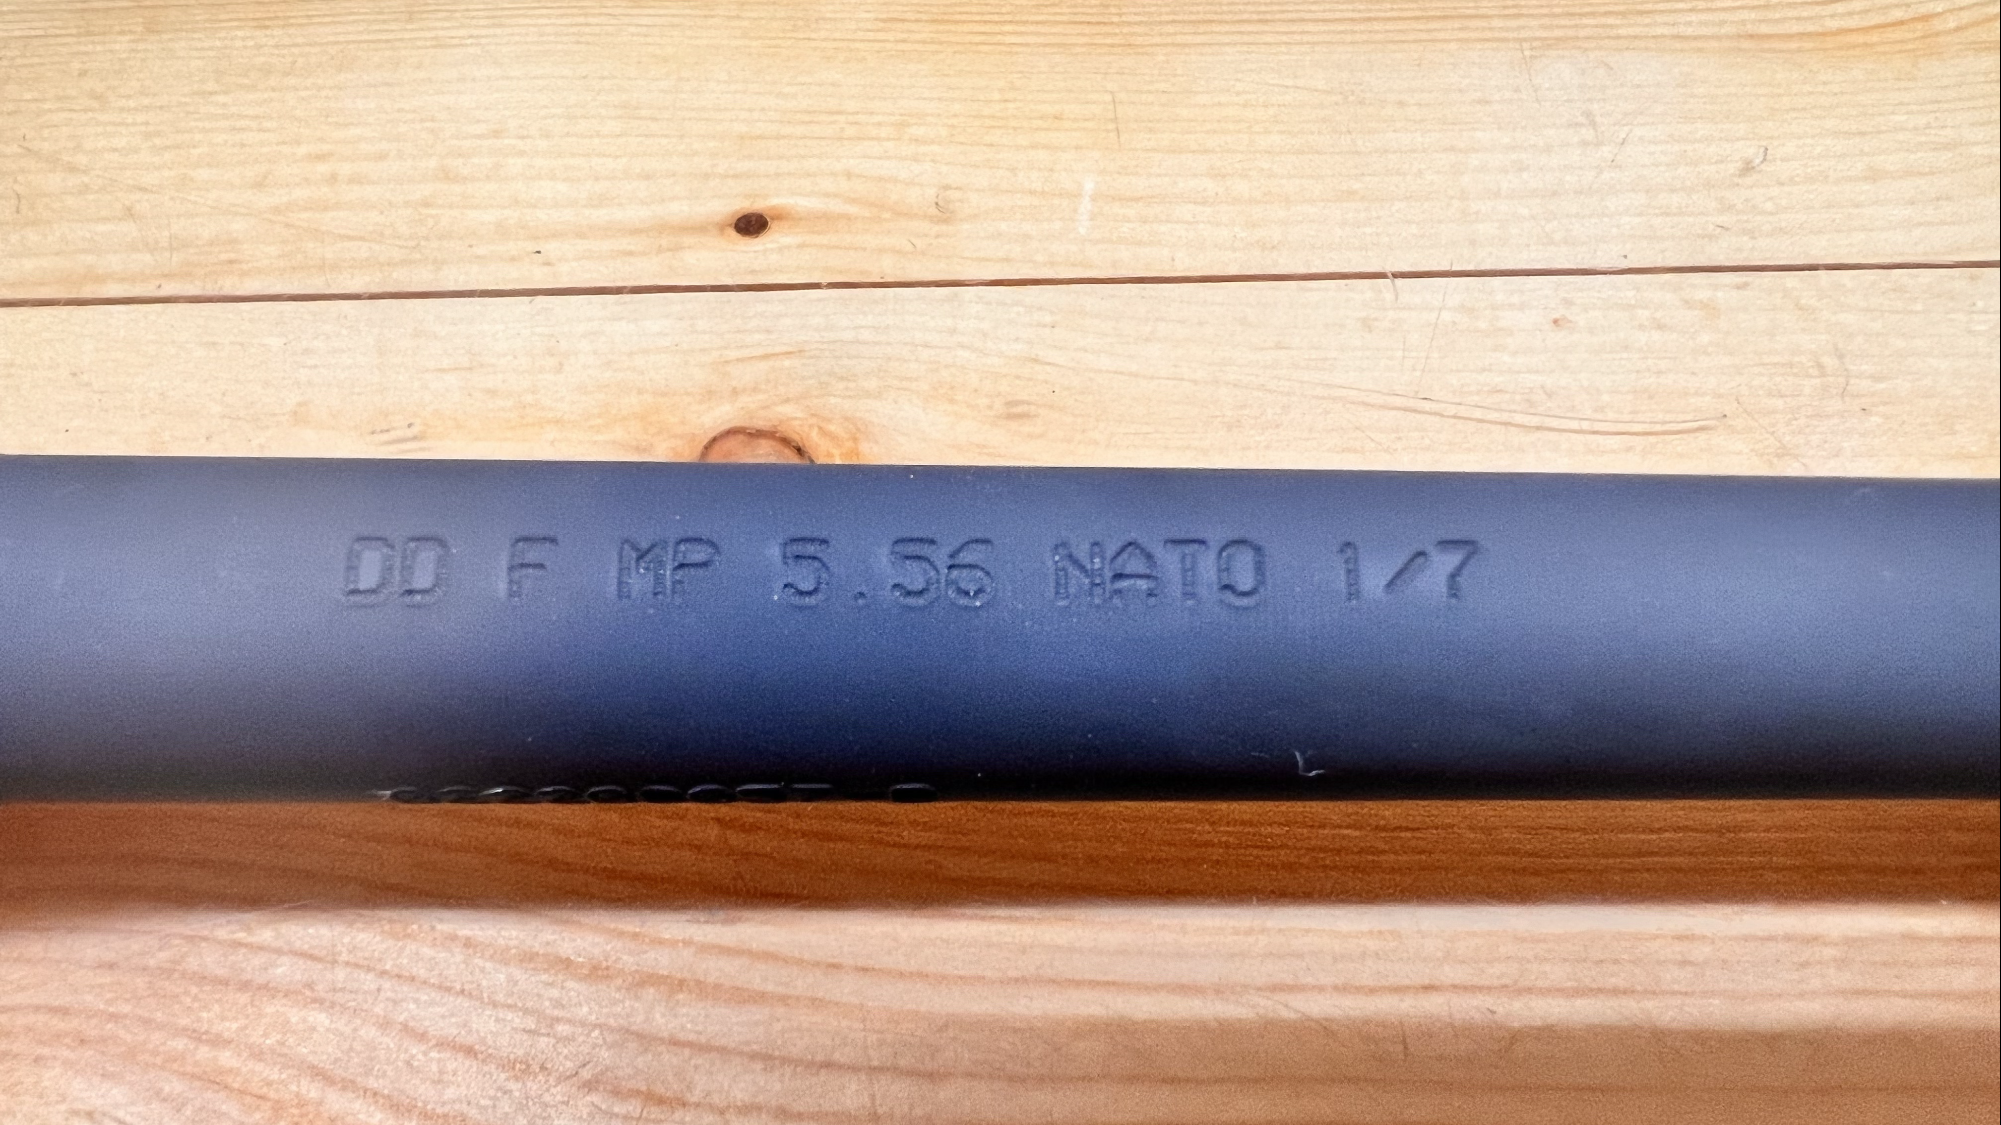 DD F MP 5.56 NATO 1/7